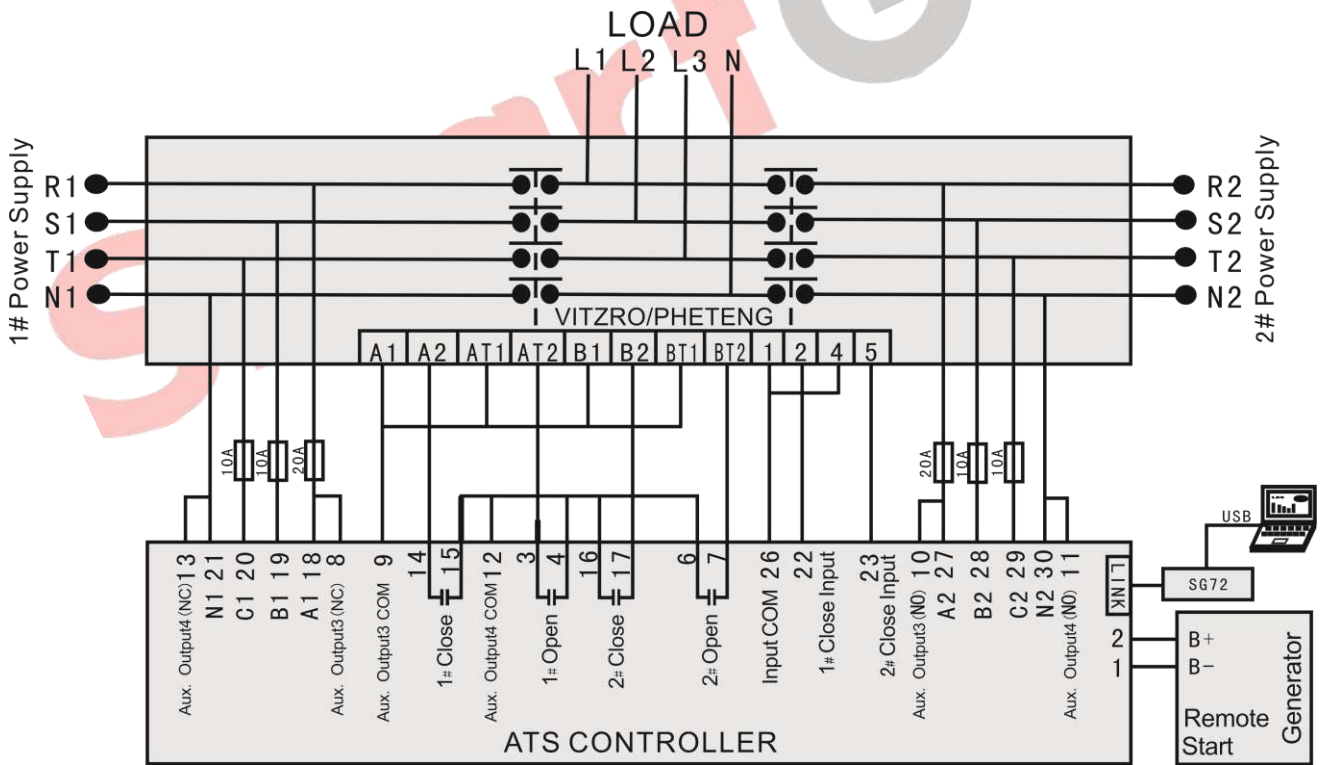 LOAD
L1 L2 L3 N
1# Power Supply
R1
S1
T1
N1
R2
S2
T2
N2
2# Power Supply
VITZRO/PHETENG
A1 A2 AT1 AT2 B1 B2 BT1 BT2 1 2 4 5
10A
10A
20A
20A
10A
10A
Aux. Output4 (NC) 13
N1 21
C1 20
B1 19
A1 18
Aux. Output3 (NC) 8
Aux. Output3 COM 9
14
15
1# Close
Aux. Output4 COM 12
3
4
1# Open
16
17
2# Close
6
7
2# Open
Input COM 26
1# Close Input 22
2# Close Input 23
Aux. Output3 (NO) 10
A2 27
B2 28
C2 29
N2 30
Aux. Output4 (NO) 11
LINK
2
1
USB
SG72
B+
B-
Remote
Start
Generator
ATS CONTROLLER